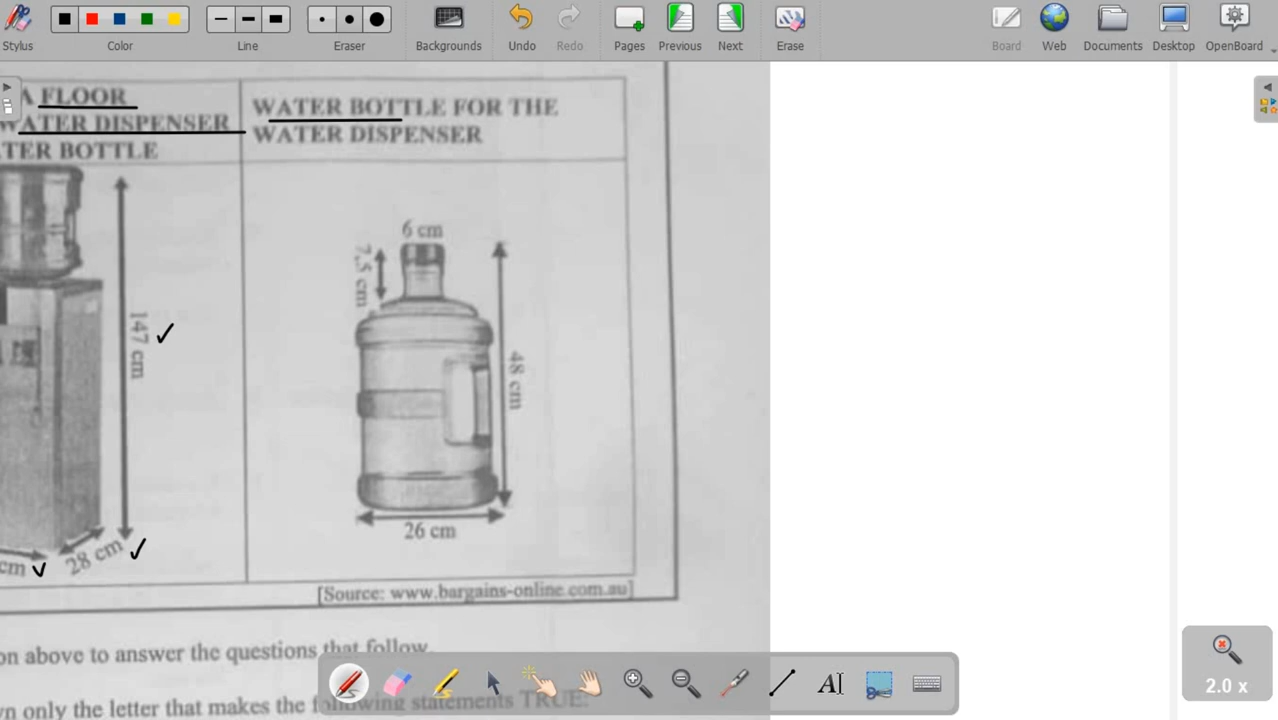 Stylus
Color
Line
Eraser
Backgrounds
Undo
Redo
Pages
Previous
Next
Erase
Board
Web
Documents
Desktop
OpenBoard
A FLOOR
WATER DISPENSER
TER BOTTLE
WATER BOTTLE FOR THE
WATER DISPENSER
147 cm
28 cm
cm
6 cm
7,5 cm
48 cm
26 cm
[Source: www.bargains-online.com.au]
on above to answer the questions that follow.
n only the letter that makes the following statements TRUE:
2.0 x